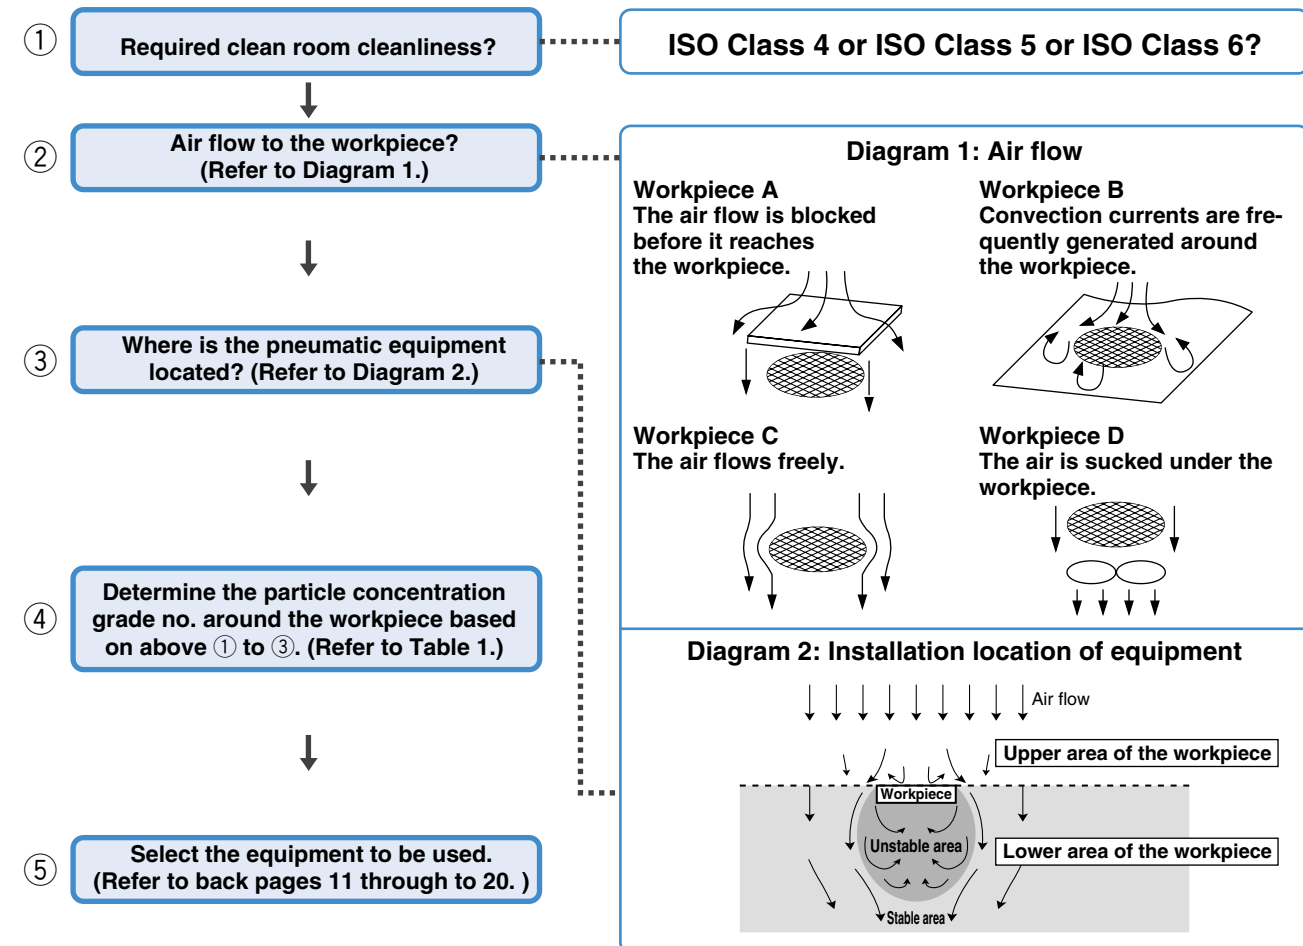 ①
Required clean room cleanliness?
ISO Class 4 or ISO Class 5 or ISO Class 6?
②
Air flow to the workpiece?
(Refer to Diagram 1.)
③
Where is the pneumatic equipment
located? (Refer to Diagram 2.)
④
Determine the particle concentration
grade no. around the workpiece based
on above ① to ③. (Refer to Table 1.)
⑤
Select the equipment to be used.
(Refer to back pages 11 through to 20. )
Diagram 1: Air flow
Workpiece A
The air flow is blocked
before it reaches
the workpiece.
Workpiece B
Convection currents are fre-
quently generated around
the workpiece.
Workpiece C
The air flows freely.
Workpiece D
The air is sucked under the
workpiece.
Diagram 2: Installation location of equipment
Air flow
Upper area of the workpiece
Workpiece
Unstable area
Lower area of the workpiece
Stable area